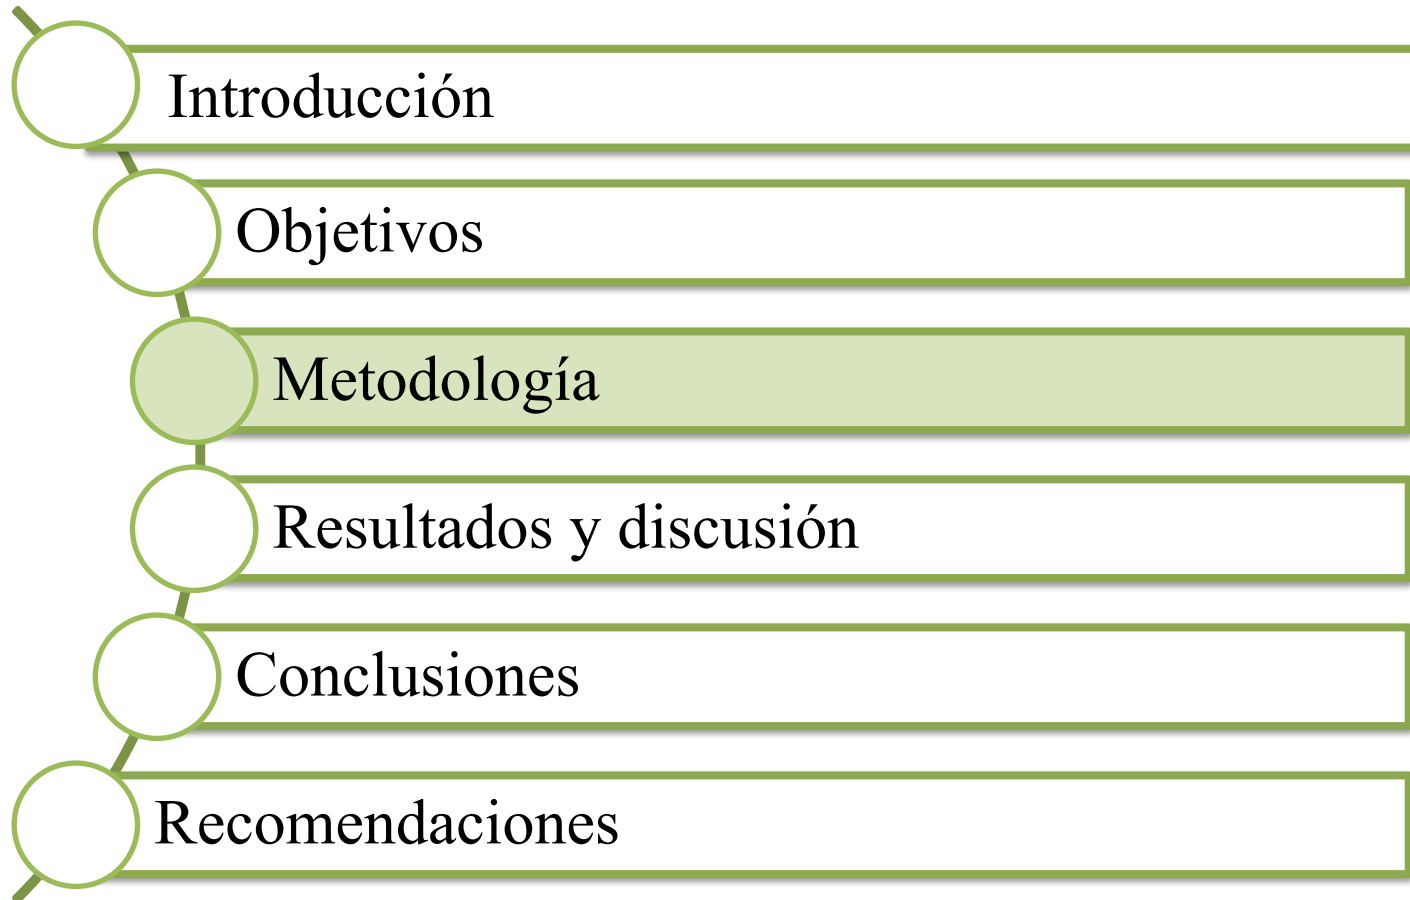 Introducción
Objetivos
Metodología
Resultados y discusión
Conclusiones
Recomendaciones